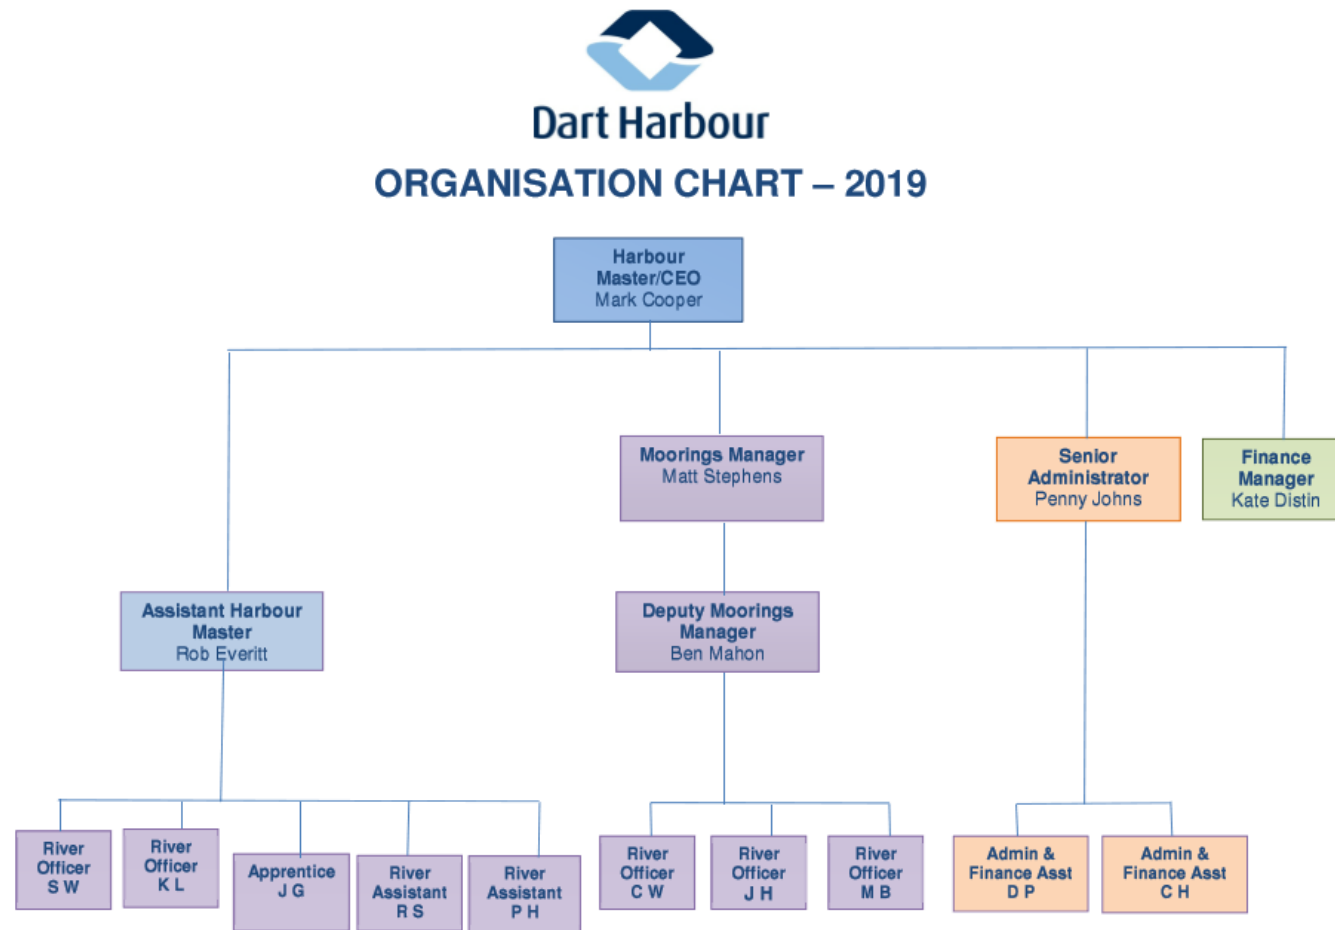 Dart Harbour
ORGANISATION CHART – 2019
Harbour
Master/CEO
Mark Cooper
Moorings Manager
Matt Stephens
Senior
Administrator
Penny Johns
Finance
Manager
Kate Distin
Assistant Harbour
Master
Rob Everitt
Deputy Moorings
Manager
Ben Mahon
River
Officer
S W
River
Officer
K L
Apprentice
J G
River
Assistant
R S
River
Assistant
P H
River
Officer
C W
River
Officer
J H
River
Officer
M B
Admin &
Finance Asst
D P
Admin &
Finance Asst
C H